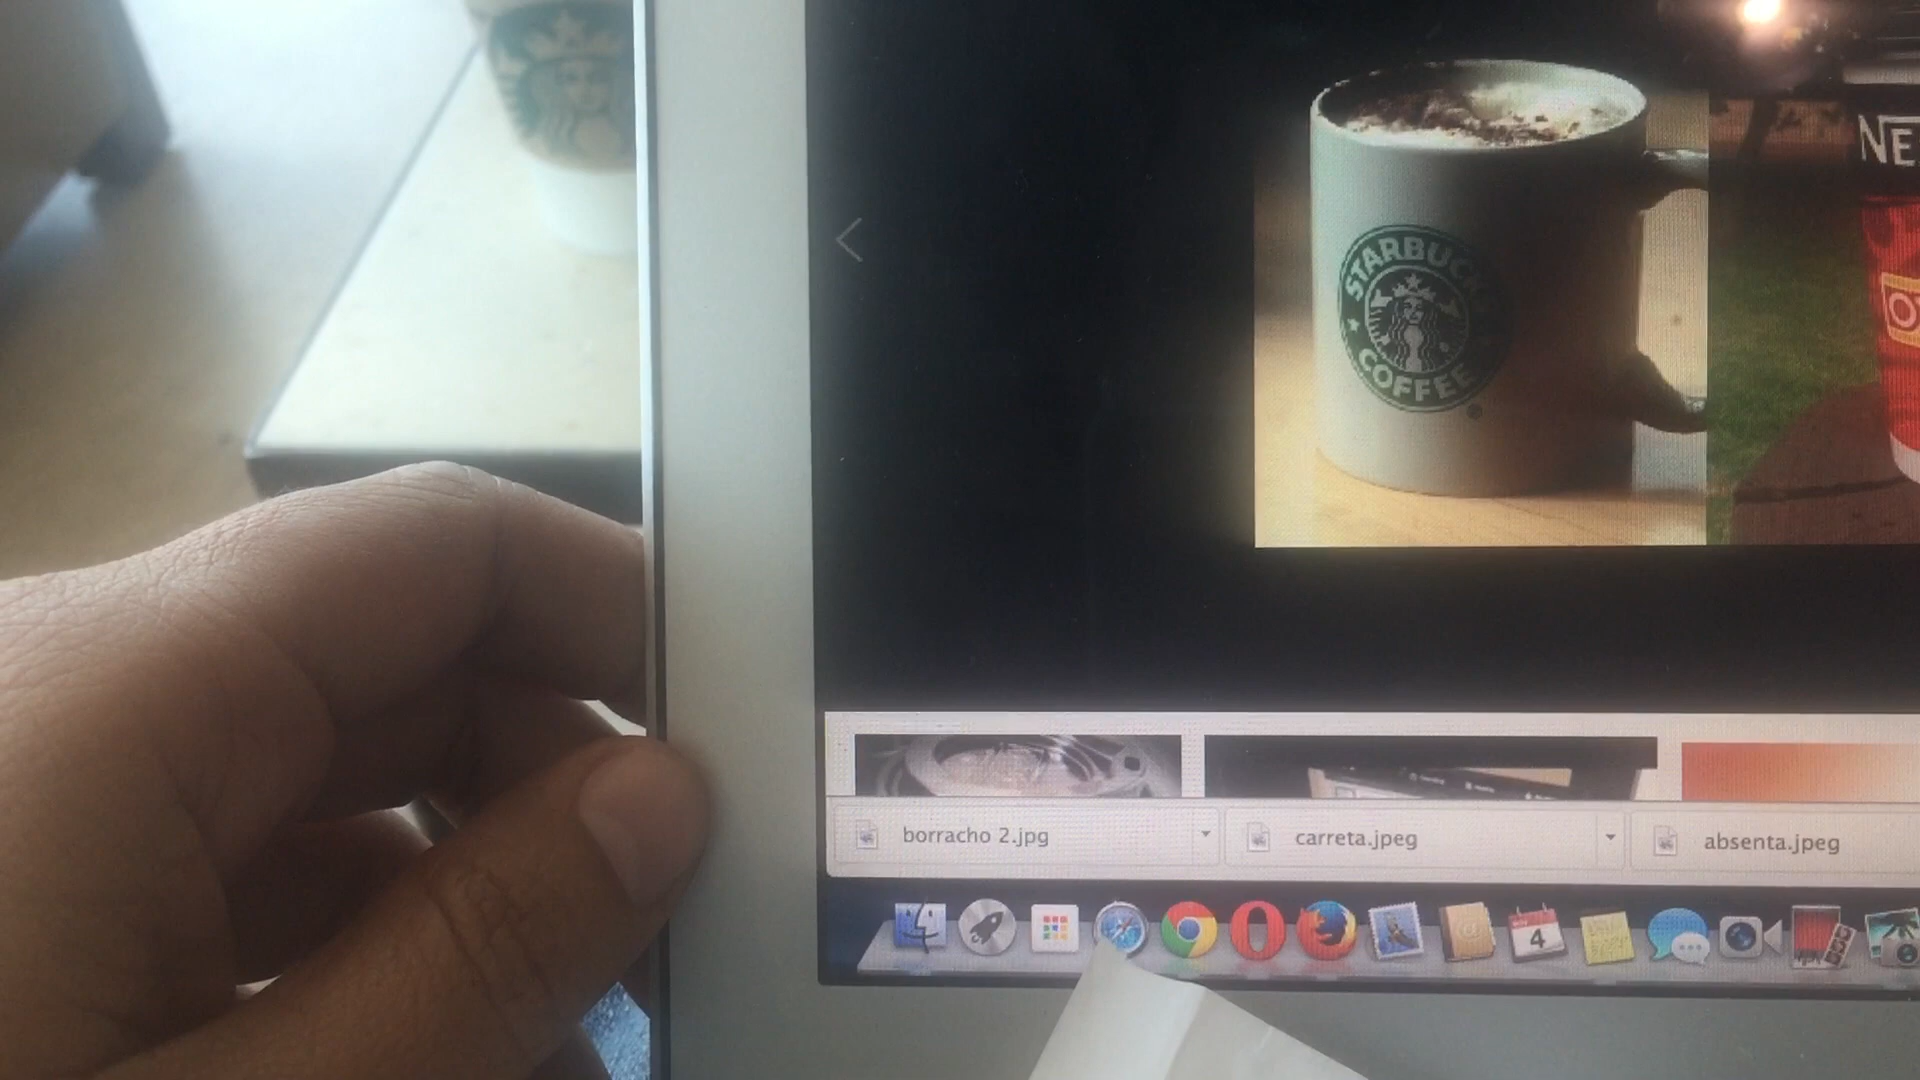 STARBUCKS
COFFEE
NE
O
borracho 2.jpg
carreta.jpeg
absenta.jpeg
4